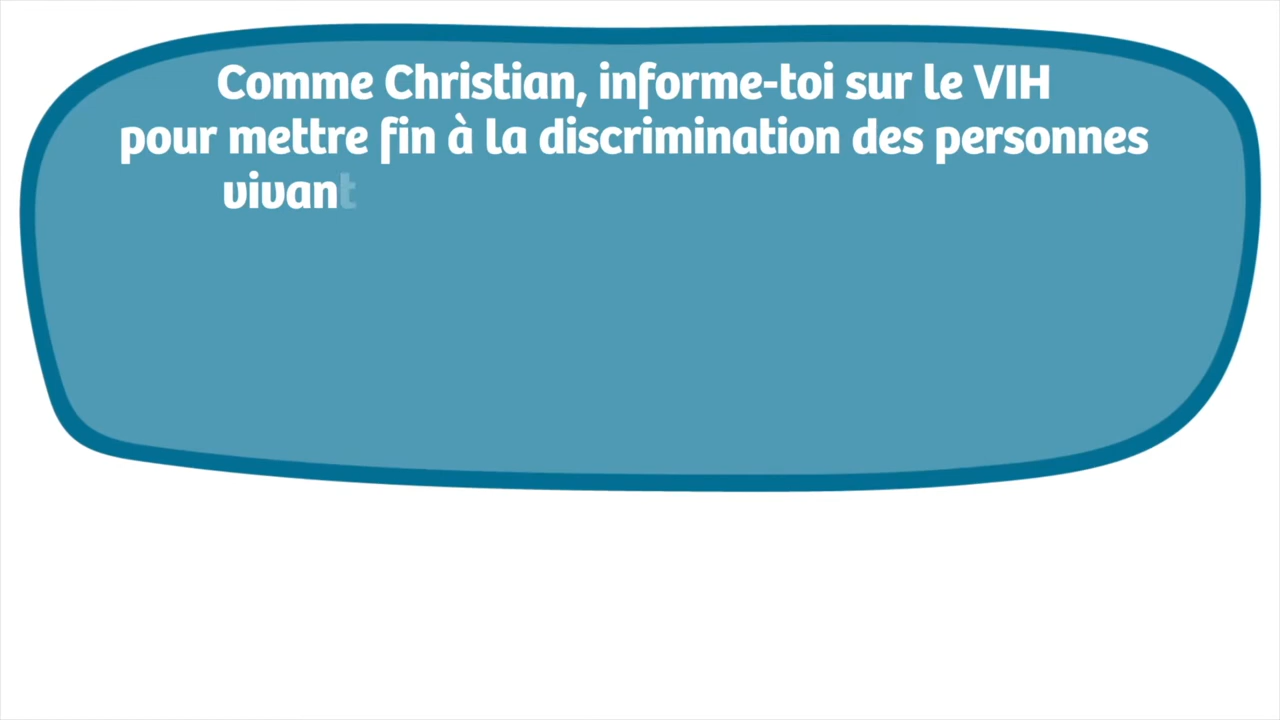 Comme Christian, informe-toi sur le VIH
pour mettre fin à la discrimination des personnes
vivant